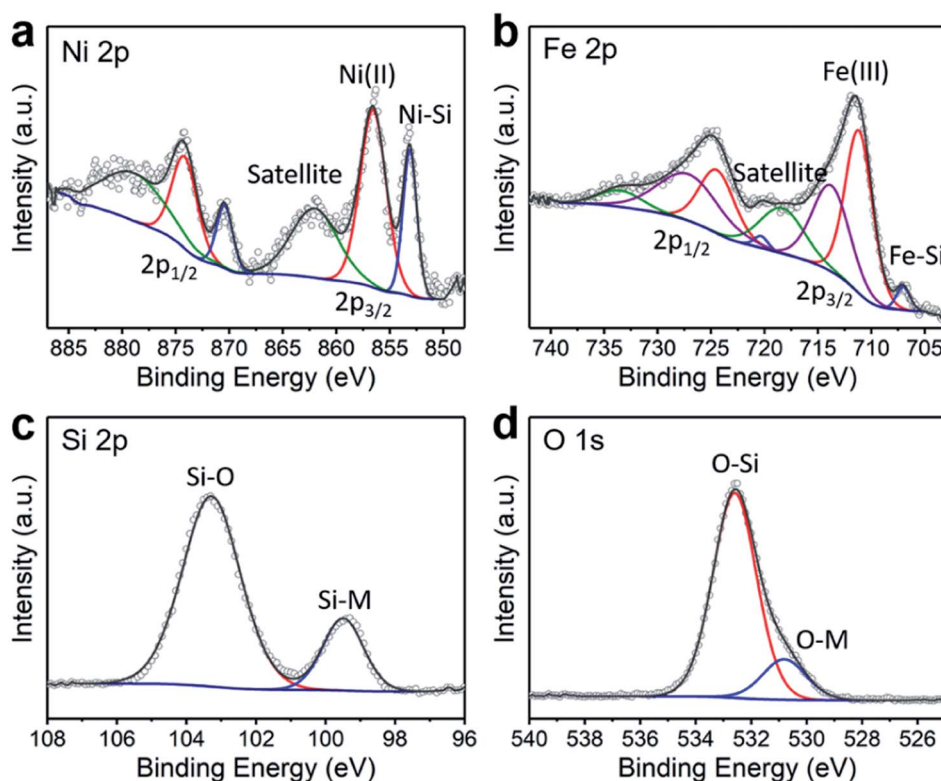 a
Ni 2p
Ni(II)
Ni-Si
Satellite
2p1/2
2p3/2
Intensity (a.u.)
885 880 875 870 865 860 855 850
Binding Energy (eV)
b
Fe 2p
Fe(III)
Satellite
Fe-Si
2p1/2
2p3/2
Intensity (a.u.)
740 735 730 725 720 715 710 705
Binding Energy (eV)
c
Si 2p
Si-O
Si-M
Intensity (a.u.)
108 106 104 102 100 98 96
Binding Energy (eV)
d
O 1s
O-Si
O-M
Intensity (a.u.)
540 538 536 534 532 530 528 526
Binding Energy (eV)